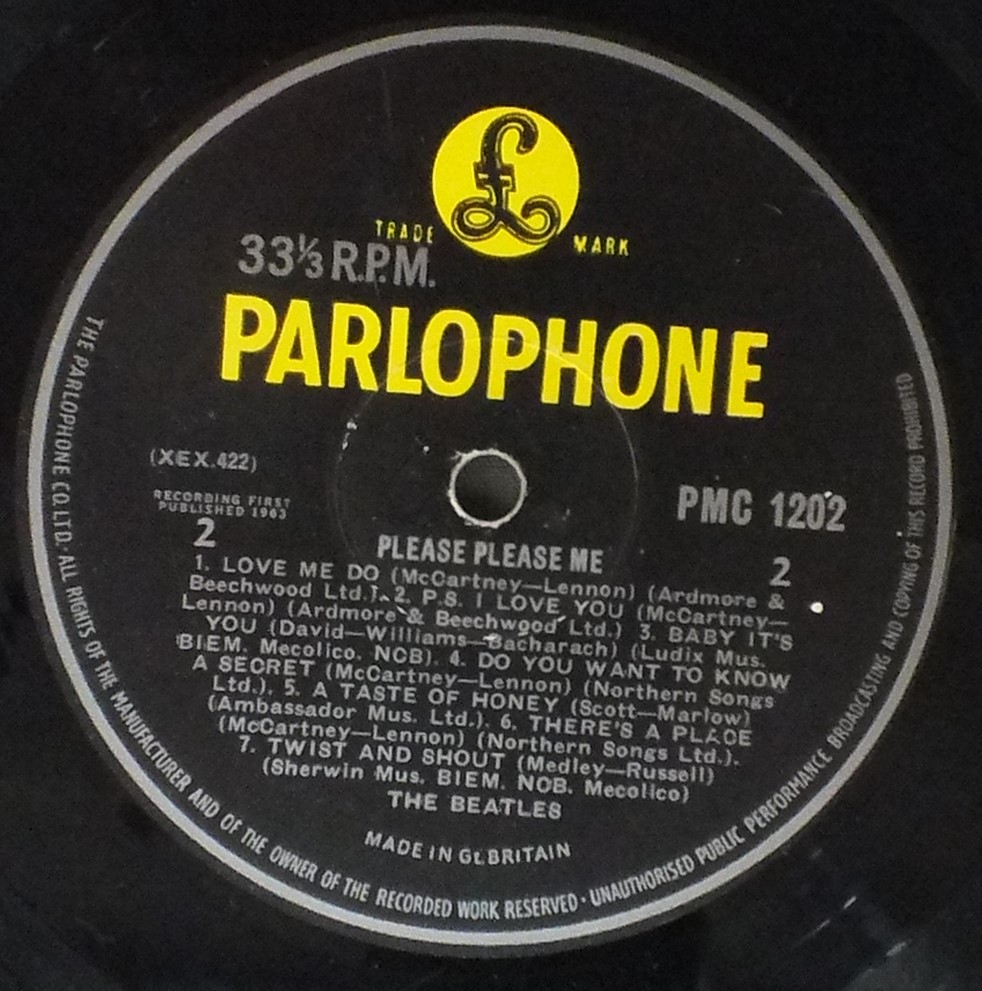 £
TRADE MARK
33⅓ R.P.M.
PARLOPHONE
(XEX.422)
RECORDING FIRST
PUBLISHED 1963
PMC 1202
2
PLEASE PLEASE ME
2
1. LOVE ME DO (McCartney—Lennon) (Ardmore &
Beechwood Ltd.). 2. P.S. I LOVE YOU (McCartney—
Lennon) (Ardmore & Beechwood Ltd.) 3. BABY IT'S
YOU (David—Williams—Bacharach) (Ludix Mus.
BIEM. Mecolico. NCB). 4. DO YOU WANT TO KNOW
A SECRET (McCartney—Lennon) (Northern Songs
Ltd.). 5. A TASTE OF HONEY (Scott—Marlow)
(Ambassador Mus. Ltd.). 6. THERE'S A PLACE
(McCartney—Lennon) (Northern Songs Ltd.).
7. TWIST AND SHOUT (Medley—Russell)
(Sherwin Mus. BIEM. NCB. Mecolico)
THE BEATLES
MADE IN GT. BRITAIN
THE PARLOPHONE CO. LTD. · ALL RIGHTS OF THE MANUFACTURER AND OF THE OWNER OF THE RECORDED WORK RESERVED · UNAUTHORISED PUBLIC PERFORMANCE BROADCASTING AND COPYING OF THIS RECORD PROHIBITED